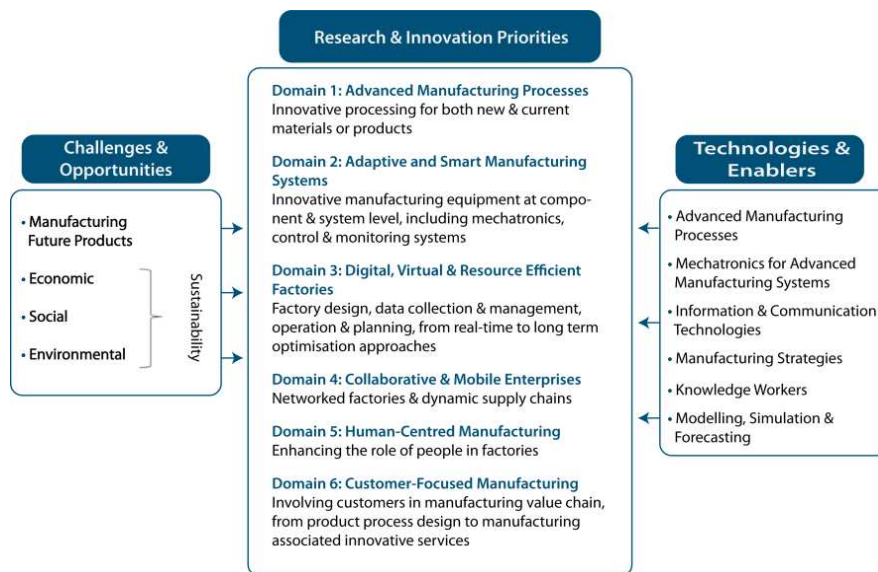 Research & Innovation Priorities
Challenges &
Opportunities
• Manufacturing
Future Products
• Economic
• Social
• Environmental
Sustainability
Domain 1: Advanced Manufacturing Processes
Innovative processing for both new & current
materials or products
Domain 2: Adaptive and Smart Manufacturing
Systems
Innovative manufacturing equipment at compo-
nent & system level, including mechatronics,
control & monitoring systems
Domain 3: Digital, Virtual & Resource Efficient
Factories
Factory design, data collection & management,
operation & planning, from real-time to long term
optimisation approaches
Domain 4: Collaborative & Mobile Enterprises
Networked factories & dynamic supply chains
Domain 5: Human-Centred Manufacturing
Enhancing the role of people in factories
Domain 6: Customer-Focused Manufacturing
Involving customers in manufacturing value chain,
from product process design to manufacturing
associated innovative services
Technologies &
Enablers
• Advanced Manufacturing
Processes
• Mechatronics for Advanced
Manufacturing Systems
• Information & Communication
Technologies
• Manufacturing Strategies
• Knowledge Workers
• Modelling, Simulation &
Forecasting